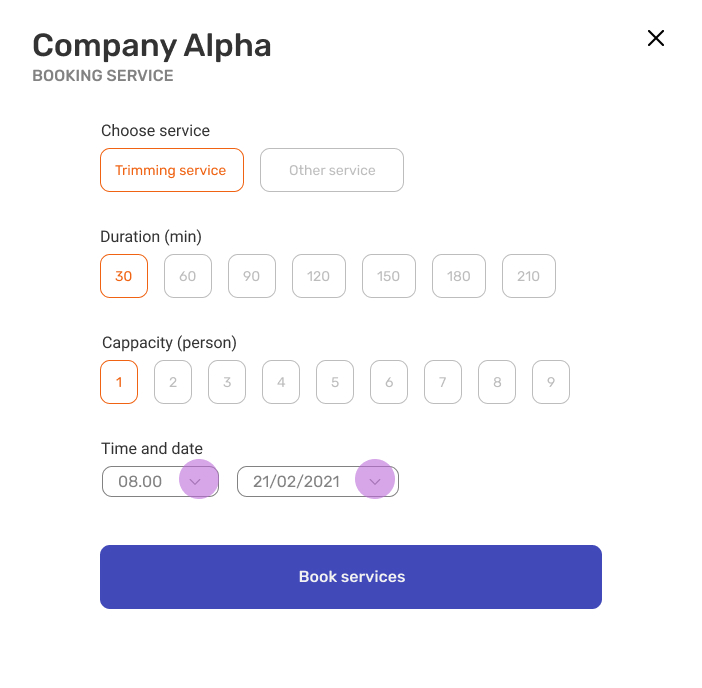 Company Alpha
BOOKING SERVICE
Choose service
Trimming service Other service
Duration (min)
30 60 90 120 150 180 210
Cappacity (person)
1 2 3 4 5 6 7 8 9
Time and date
08.00 21/02/2021
Book services